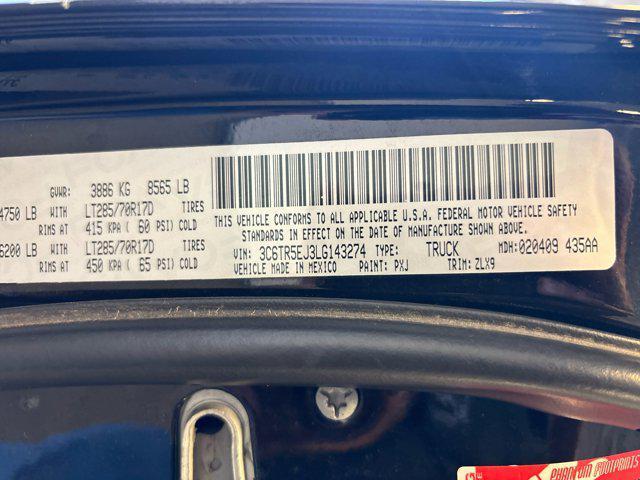 GVWR: 3886 KG 8565 LB
4750 LB WITH LT285/70R17D TIRES
RIMS AT 415 KPA ( 60 PSI) COLD
6200 LB WITH LT285/70R17D TIRES
RIMS AT 450 KPA ( 65 PSI) COLD
THIS VEHICLE CONFORMS TO ALL APPLICABLE U.S.A. FEDERAL MOTOR VEHICLE SAFETY
STANDARDS IN EFFECT ON THE DATE OF MANUFACTURE SHOWN ABOVE.
VIN: 3C6TR5EJ3LG143274 TYPE: TRUCK MDH: 020409 435AA
VEHICLE MADE IN MEXICO PAINT: PXJ TRIM: ZLX9
PHANTOM FOOTPRINTS